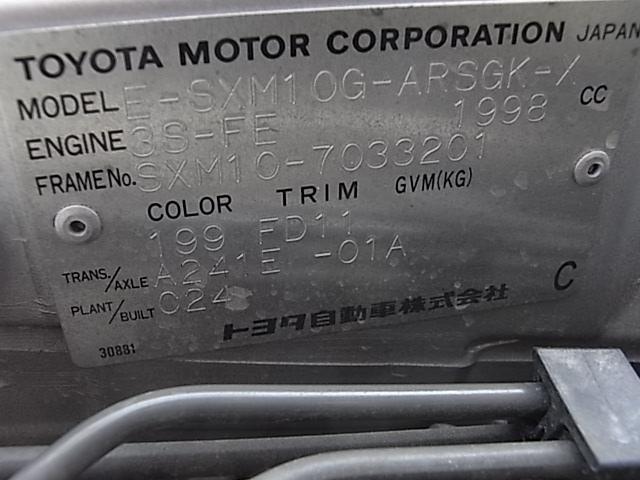 TOYOTA MOTOR CORPORATION JAPAN
MODEL E-SXM10G-ARSGK-X
ENGINE 3S-FE 1998 CC
FRAME No. SXM10-7033201
COLOR TRIM GVM(KG)
199 FD11
TRANS./AXLE A241E -01A
PLANT/BUILT C24
トヨタ自動車株式会社 C
30881